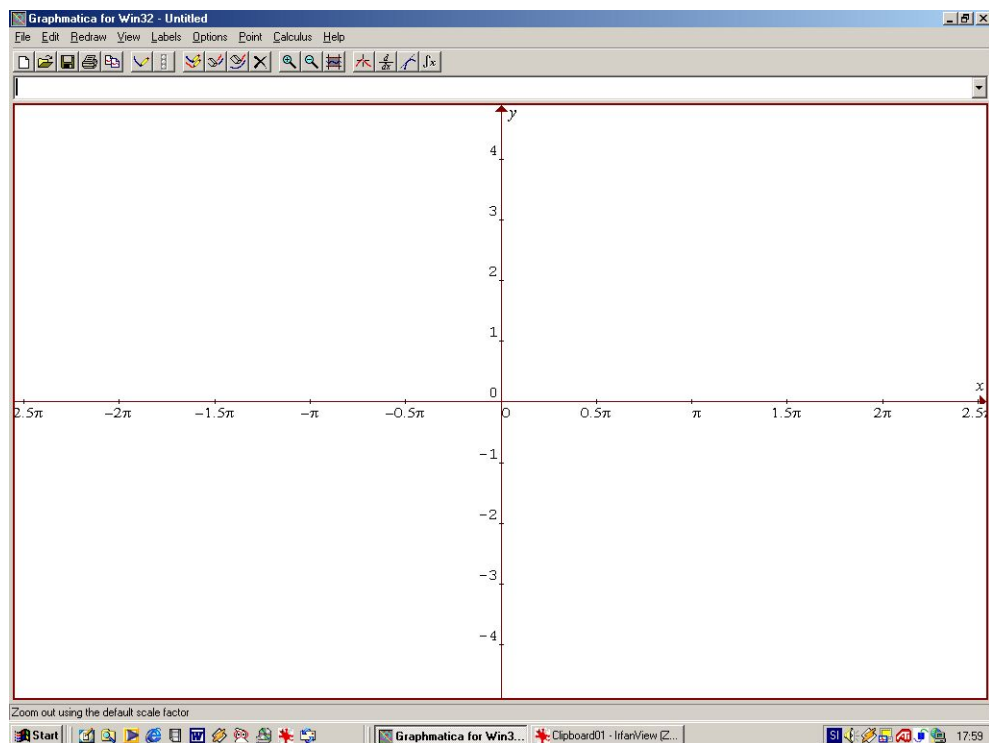 Graphmatica for Win32 - Untitled
File Edit Redraw View Labels Options Point Calculus Help
d/dx ∫x
y
4
3
2
1
0
x
2.5π −2π −1.5π −π −0.5π 0 0.5π π 1.5π 2π 2.5
−1
−2
−3
−4
Zoom out using the default scale factor
Start Graphmatica for Win3... Clipboard01 - IrfanView (Z... SI 17:59